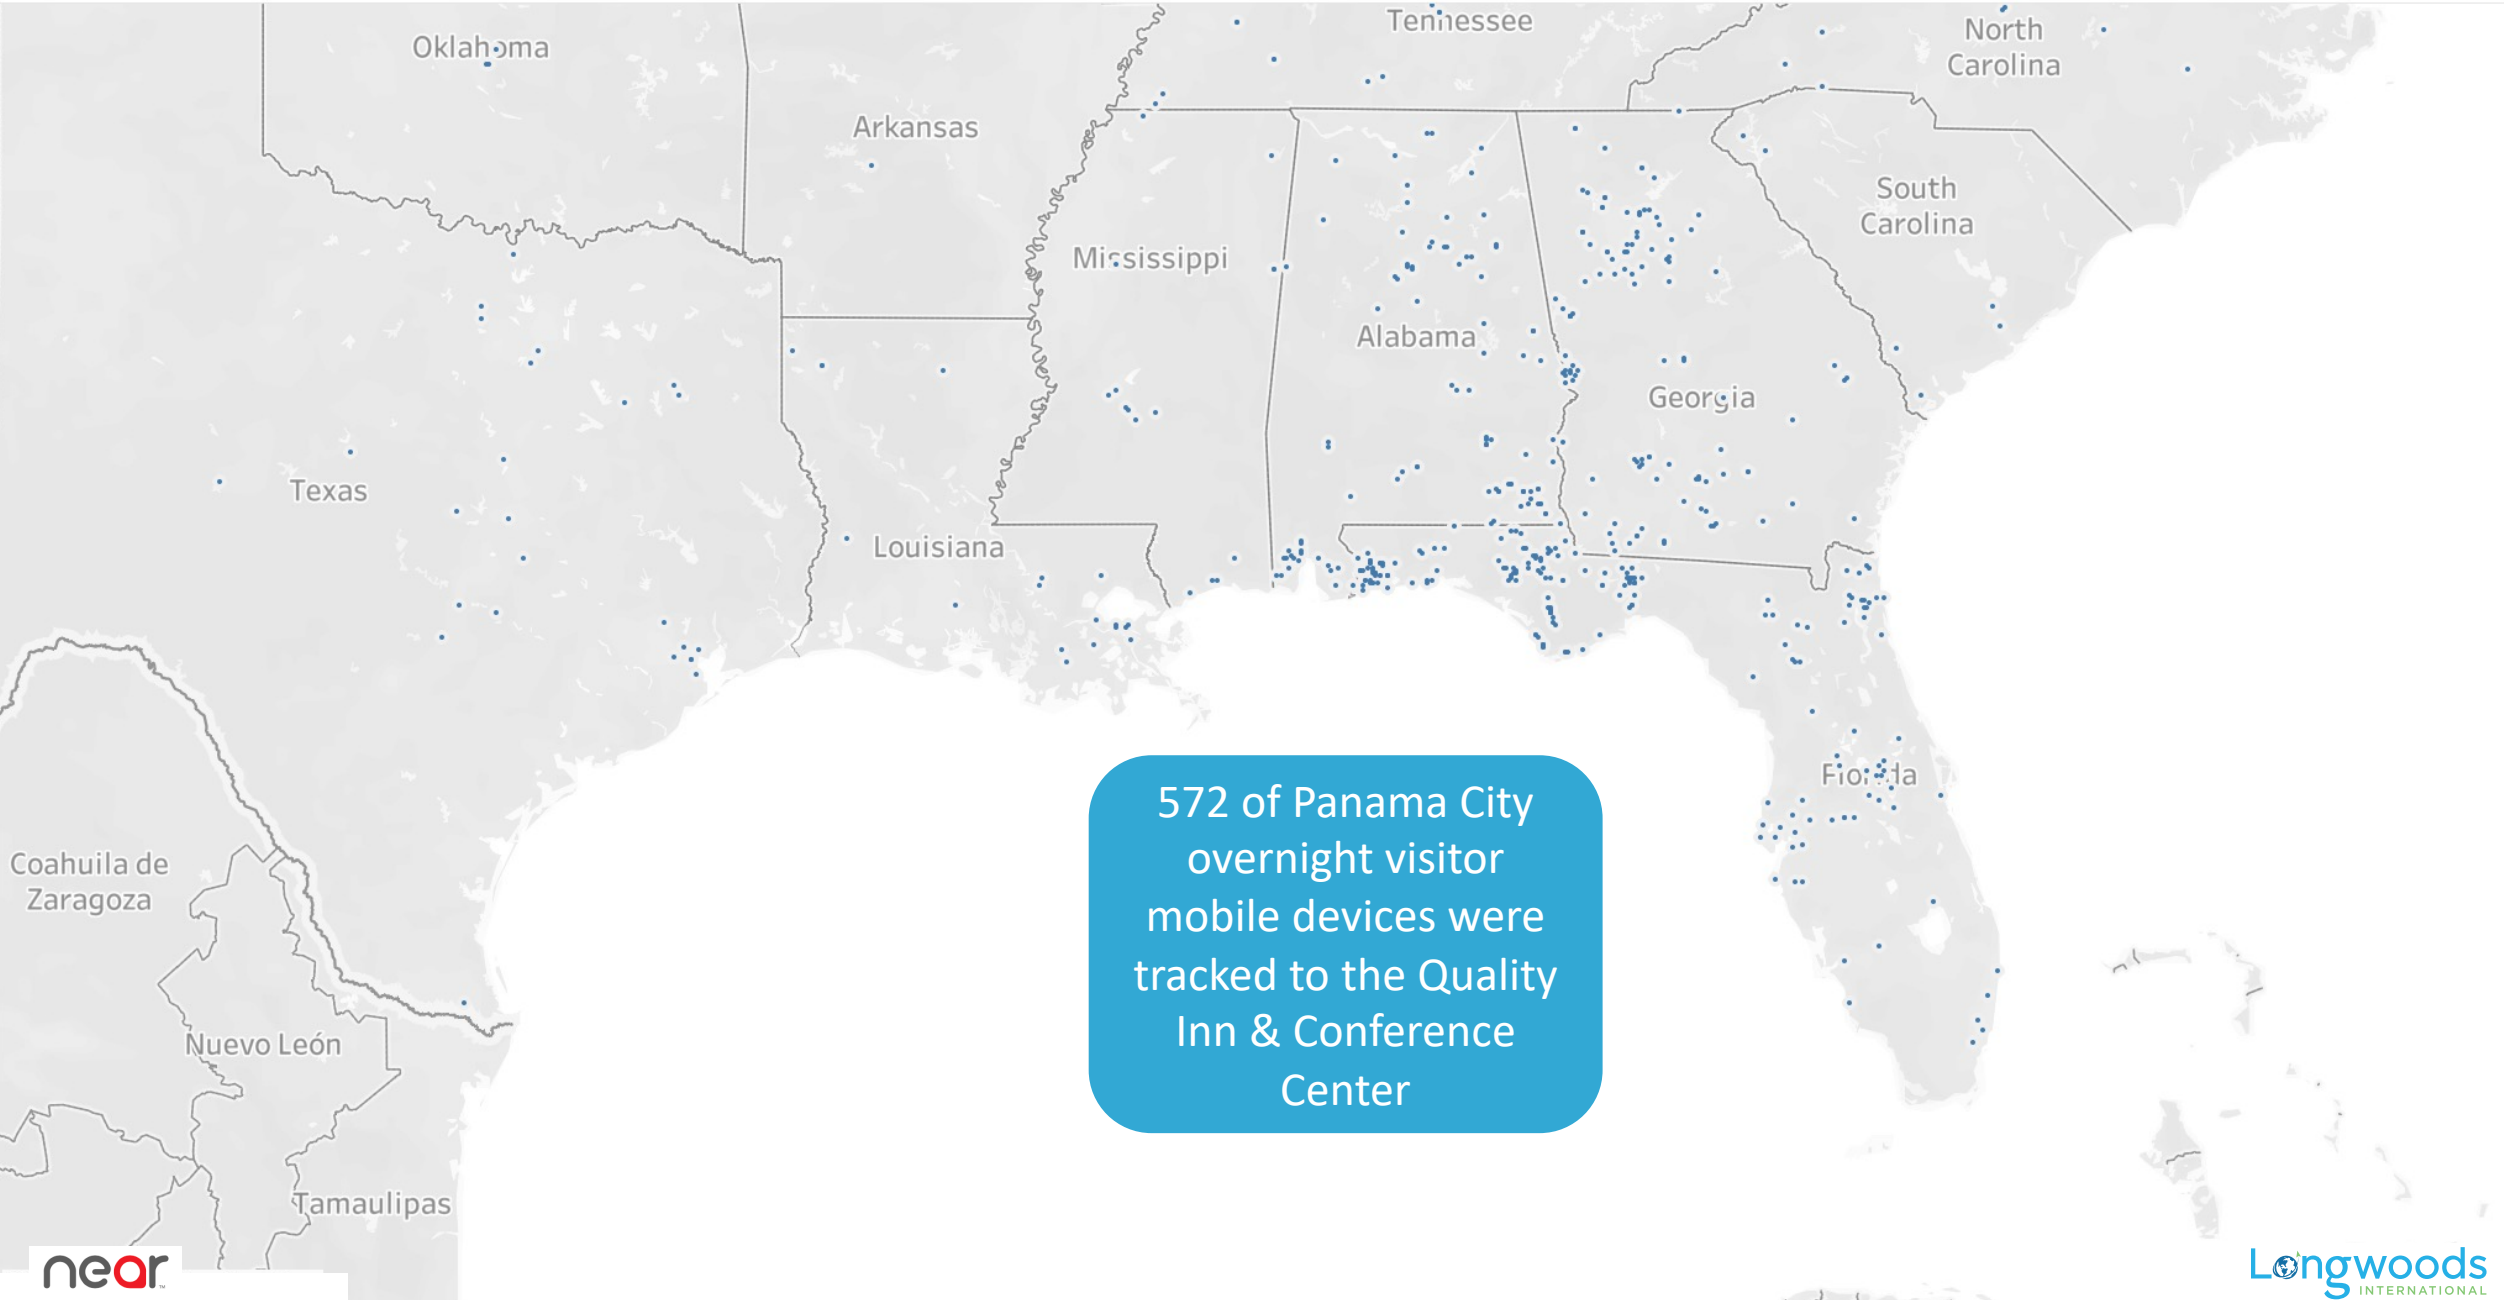 Tennessee
North
Carolina
Oklahoma
Arkansas
South
Carolina
Mississippi
Alabama
Georgia
Texas
Louisiana
Florida
572 of Panama City
overnight visitor
mobile devices were
tracked to the Quality
Inn & Conference
Center
Coahuila de
Zaragoza
Nuevo León
Tamaulipas
near
Longwoods
INTERNATIONAL